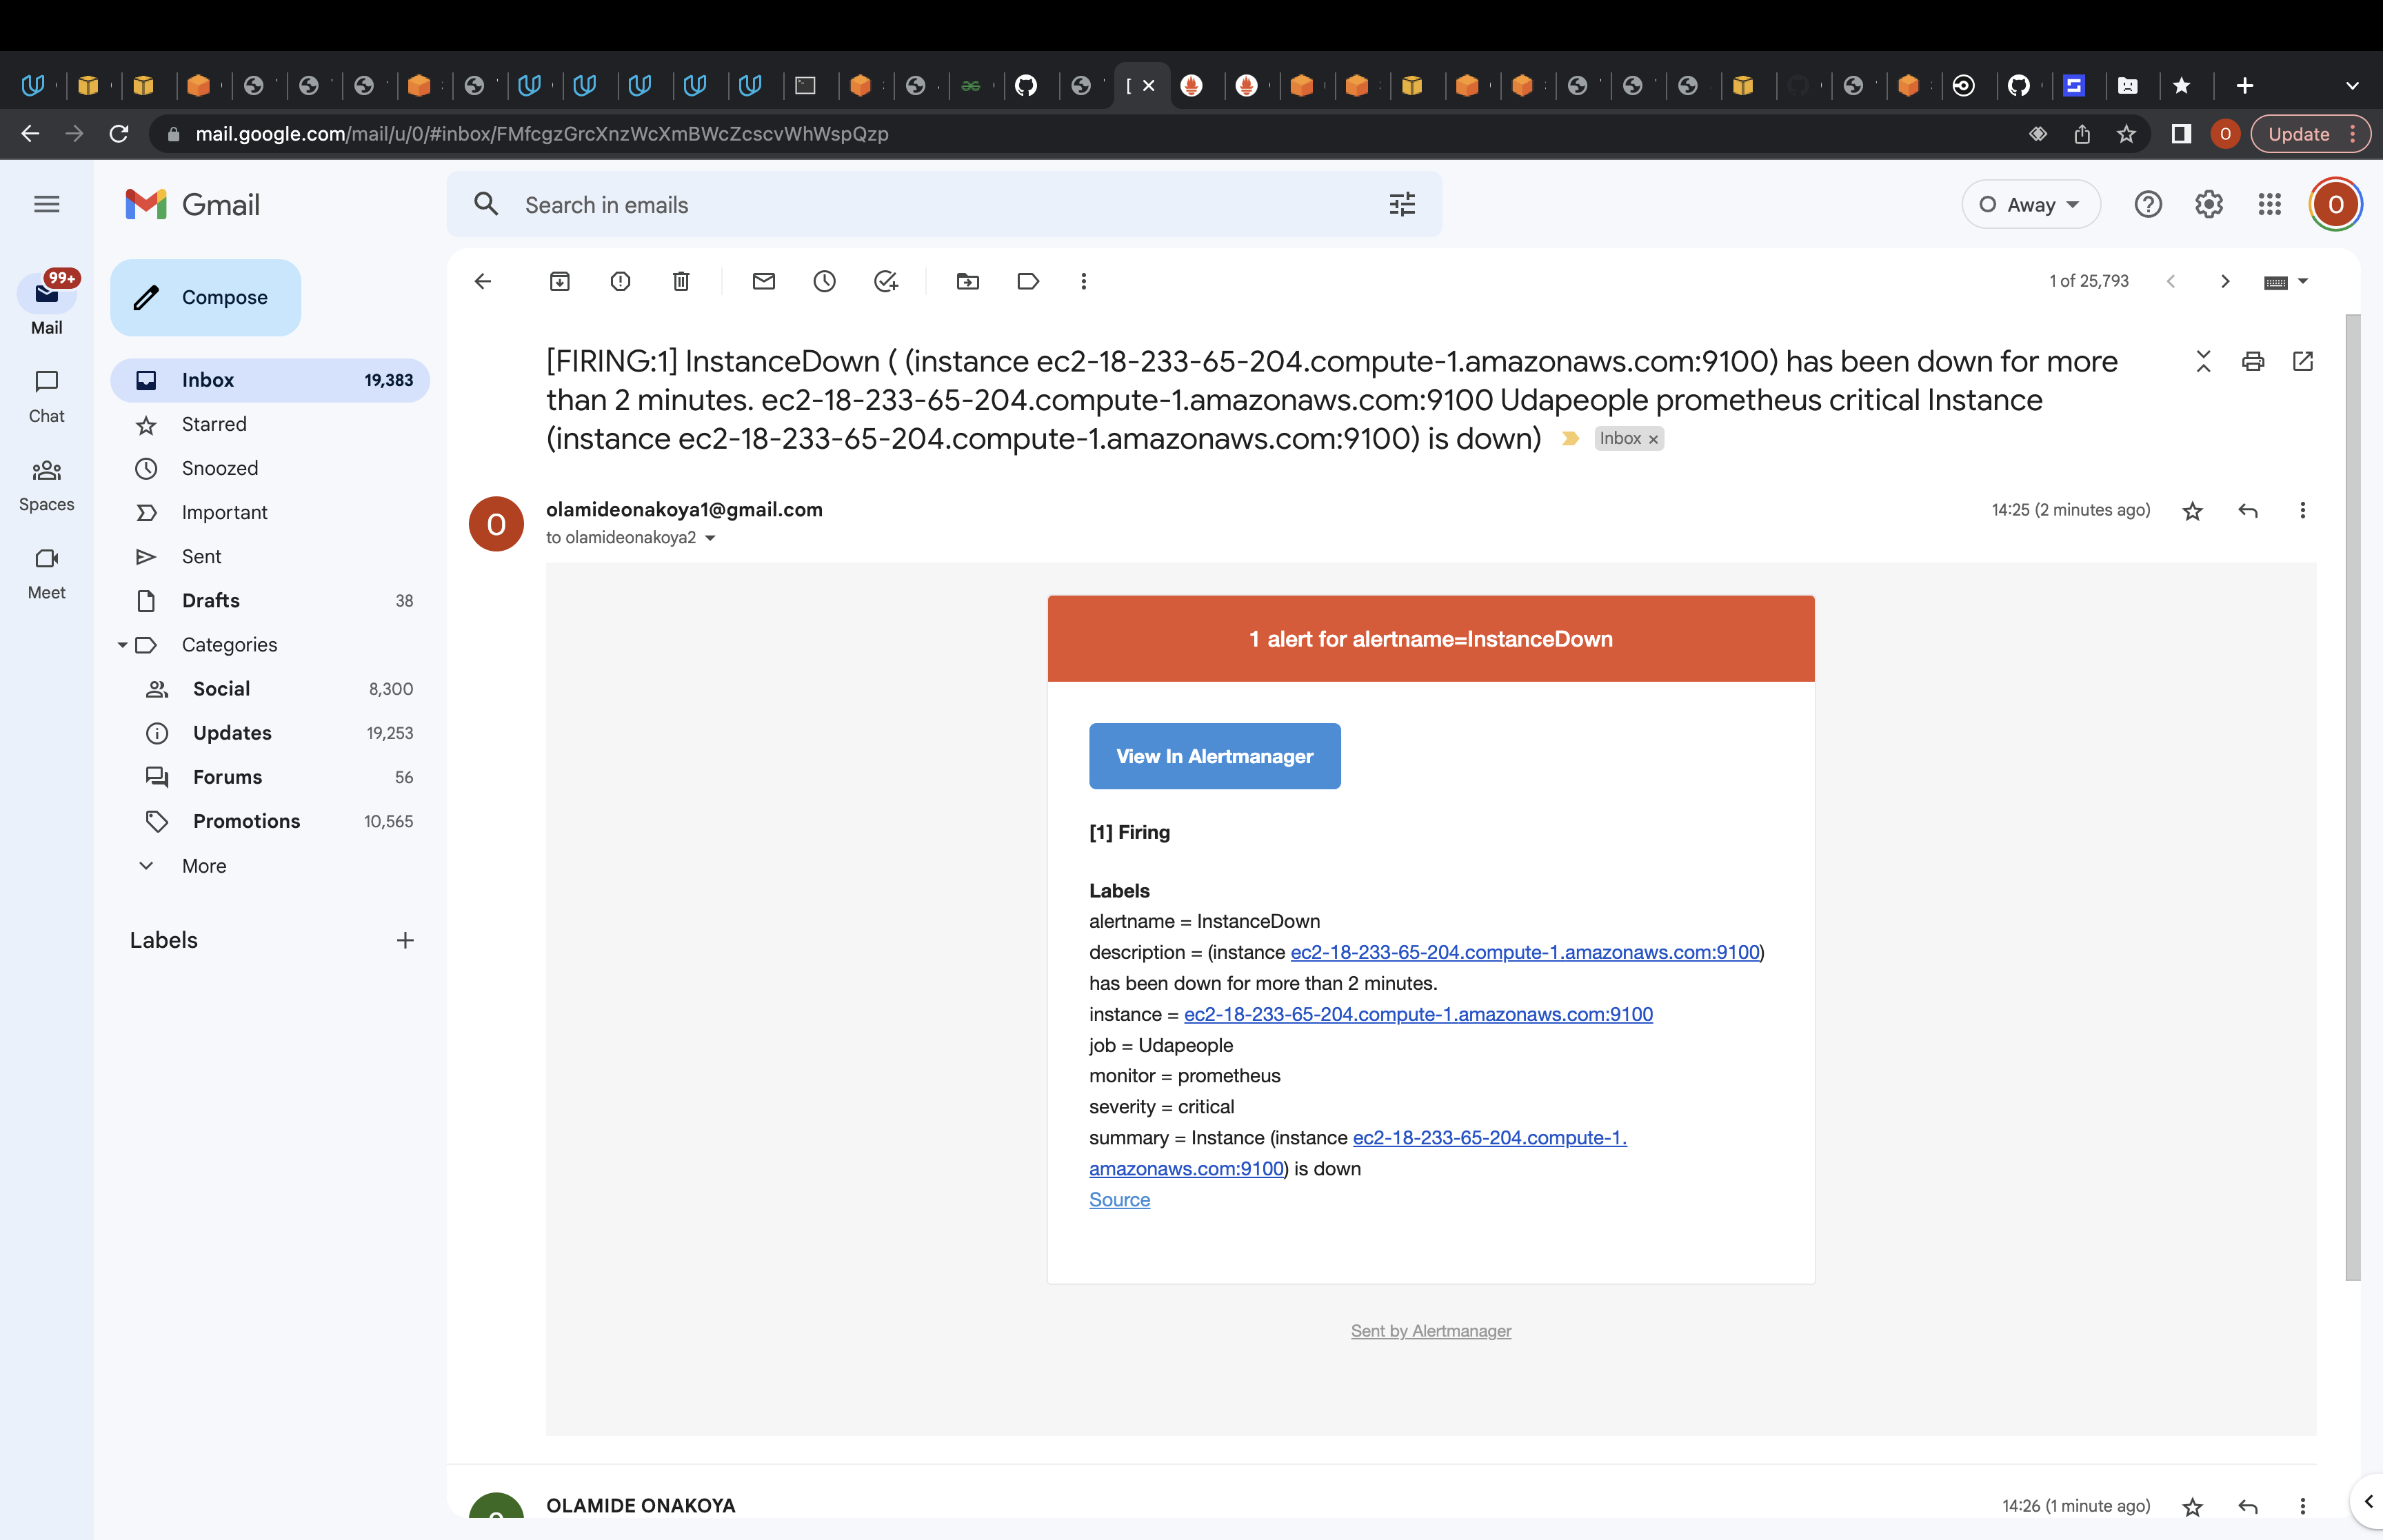 [
mail.google.com/mail/u/0/#inbox/FMfcgzGrcXnzWcXmBWcZcscvWhWspQzp
O
Update
Gmail
Search in emails
Away
O
99+
Mail
Chat
Spaces
Meet
Compose
Inbox 19,383
Starred
Snoozed
Important
Sent
Drafts 38
Categories
Social 8,300
Updates 19,253
Forums 56
Promotions 10,565
More
Labels
1 of 25,793
[FIRING:1] InstanceDown ( (instance ec2-18-233-65-204.compute-1.amazonaws.com:9100) has been down for more
than 2 minutes. ec2-18-233-65-204.compute-1.amazonaws.com:9100 Udapeople prometheus critical Instance
(instance ec2-18-233-65-204.compute-1.amazonaws.com:9100) is down) Inbox
O
olamideonakoya1@gmail.com
14:25 (2 minutes ago)
to olamideonakoya2
1 alert for alertname=InstanceDown
View In Alertmanager
[1] Firing
Labels
alertname = InstanceDown
description = (instance ec2-18-233-65-204.compute-1.amazonaws.com:9100)
has been down for more than 2 minutes.
instance = ec2-18-233-65-204.compute-1.amazonaws.com:9100
job = Udapeople
monitor = prometheus
severity = critical
summary = Instance (instance ec2-18-233-65-204.compute-1.
amazonaws.com:9100) is down
Source
Sent by Alertmanager
OLAMIDE ONAKOYA
14:26 (1 minute ago)